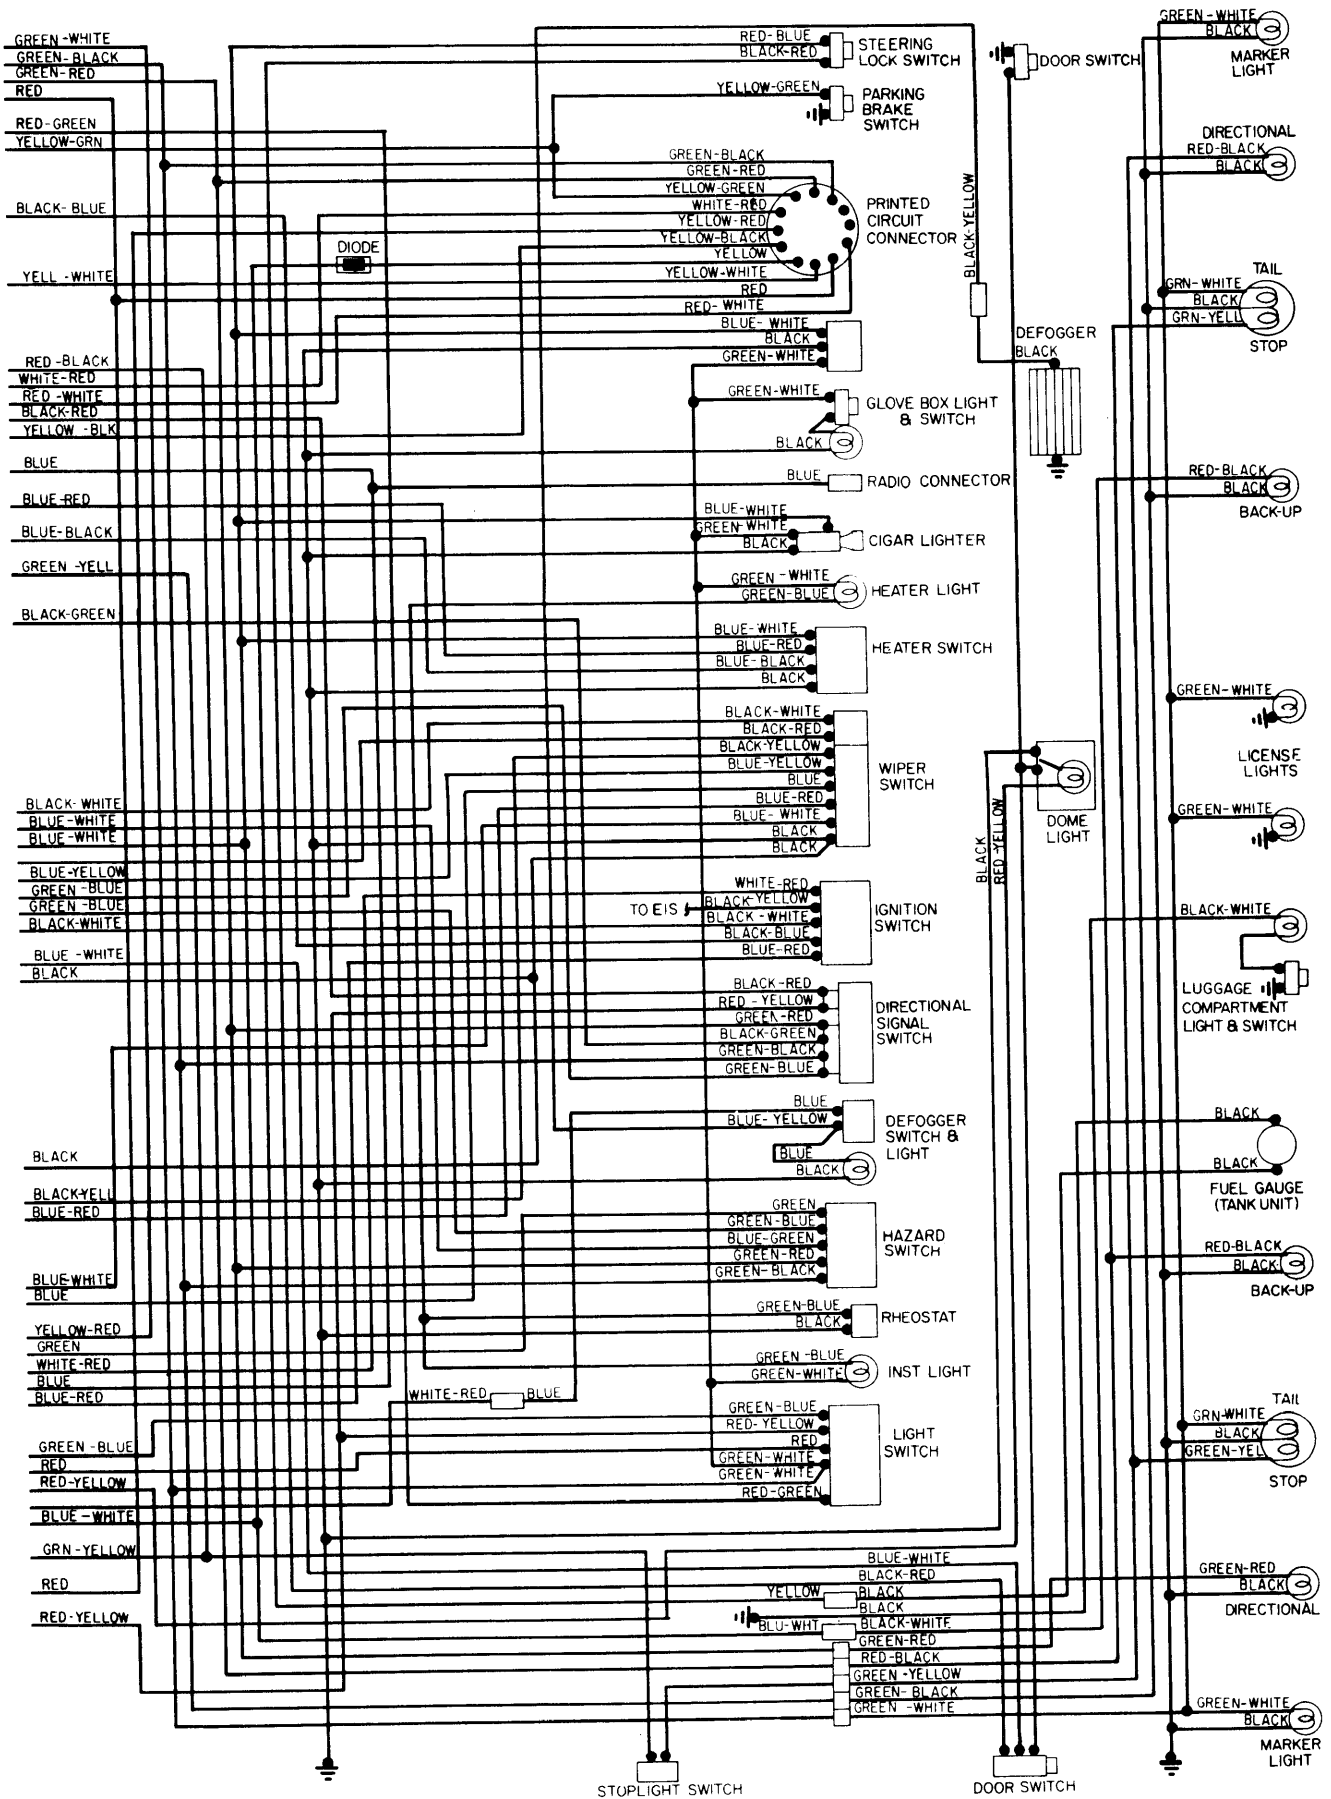 GREEN-WHITE
GREEN-BLACK
GREEN-RED
RED
RED-GREEN
YELLOW-GRN
BLACK-BLUE
YELL-WHITE
RED-BLACK
WHITE-RED
RED-WHITE
BLACK-RED
YELLOW-BLK
BLUE
BLUE-RED
BLUE-BLACK
GREEN-YELL
BLACK-GREEN
BLACK-WHITE
BLUE-WHITE
BLUE-WHITE
BLUE-YELLOW
GREEN-BLUE
GREEN-BLUE
BLACK-WHITE
BLUE-WHITE
BLACK
BLACK
BLACK-YELL
BLUE-RED
BLUE-WHITE
BLUE
YELLOW-RED
GREEN
WHITE-RED
BLUE
BLUE-RED
GREEN-BLUE
RED
RED-YELLOW
BLUE-WHITE
GRN-YELLOW
RED
RED-YELLOW
DIODE
RED-BLUE
BLACK-RED
STEERING
LOCK SWITCH
YELLOW-GREEN
PARKING
BRAKE
SWITCH
GREEN-BLACK
GREEN-RED
YELLOW-GREEN
WHITE-RED
YELLOW-RED
YELLOW-BLACK
YELLOW
YELLOW-WHITE
RED
RED-WHITE
PRINTED
CIRCUIT
CONNECTOR
BLUE-WHITE
BLACK
GREEN-WHITE
GREEN-WHITE
BLACK
GLOVE BOX LIGHT
& SWITCH
BLUE
RADIO CONNECTOR
BLUE-WHITE
GREEN-WHITE
BLACK
CIGAR LIGHTER
GREEN-WHITE
GREEN-BLUE
HEATER LIGHT
BLUE-WHITE
BLUE-RED
BLUE-BLACK
BLACK
HEATER SWITCH
BLACK-WHITE
BLACK-RED
BLACK-YELLOW
BLUE-YELLOW
BLUE
BLUE-RED
BLUE-WHITE
BLACK
BLACK
WIPER
SWITCH
WHITE-RED
TO EIS
BLACK-YELLOW
BLACK-WHITE
BLACK-BLUE
BLUE-RED
IGNITION
SWITCH
BLACK-RED
RED-YELLOW
GREEN-RED
BLACK-GREEN
GREEN-BLACK
GREEN-BLUE
DIRECTIONAL
SIGNAL
SWITCH
BLUE
BLUE-YELLOW
BLUE
BLACK
DEFOGGER
SWITCH &
LIGHT
GREEN
GREEN-BLUE
BLUE-GREEN
GREEN-RED
GREEN-BLACK
HAZARD
SWITCH
GREEN-BLUE
BLACK
RHEOSTAT
GREEN-BLUE
GREEN-WHITE
INST LIGHT
WHITE-RED
BLUE
GREEN-BLUE
RED-YELLOW
RED
GREEN-WHITE
GREEN-WHITE
RED-GREEN
LIGHT
SWITCH
BLUE-WHITE
BLACK-RED
YELLOW
BLACK
BLACK
BLU-WHT
BLACK-WHITE
GREEN-RED
RED-BLACK
GREEN-YELLOW
GREEN-BLACK
GREEN-WHITE
STOPLIGHT SWITCH
DOOR SWITCH
DOOR SWITCH
BLACK-YELLOW
DEFOGGER
BLACK
BLACK
RED-YELLOW
DOME
LIGHT
GREEN-WHITE
BLACK
MARKER
LIGHT
DIRECTIONAL
RED-BLACK
BLACK
TAIL
GRN-WHITE
BLACK
GRN-YELL
STOP
RED-BLACK
BLACK
BACK-UP
GREEN-WHITE
LICENSE
LIGHTS
GREEN-WHITE
BLACK-WHITE
LUGGAGE
COMPARTMENT
LIGHT & SWITCH
BLACK
BLACK
FUEL GAUGE
(TANK UNIT)
RED-BLACK
BLACK
BACK-UP
TAIL
GRN-WHITE
BLACK
GREEN-YEL
STOP
GREEN-RED
BLACK
DIRECTIONAL
GREEN-WHITE
BLACK
MARKER
LIGHT